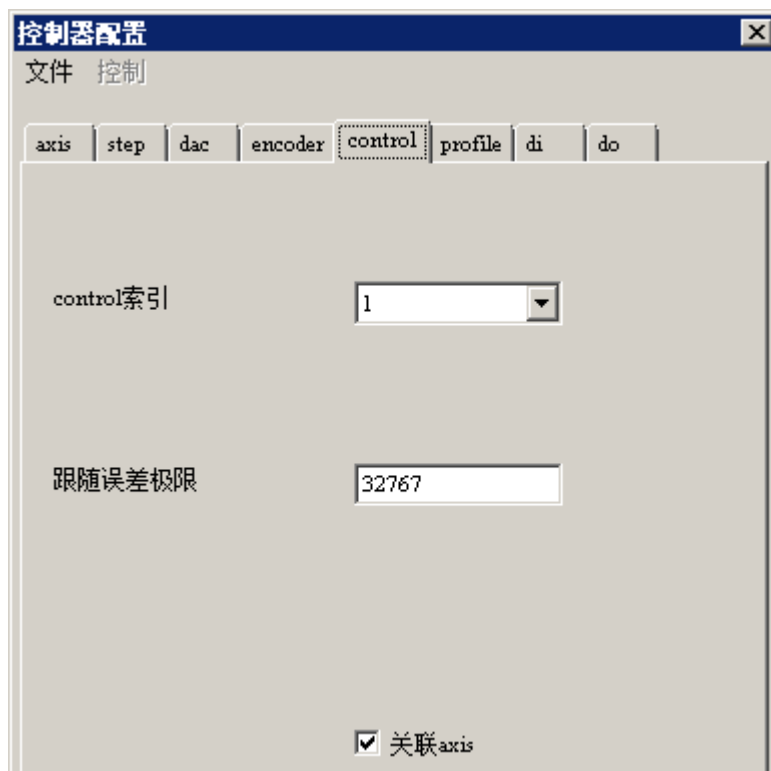 控制器配置
文件 控制
axis step dac encoder control profile di do
control索引 1
跟随误差极限 32767
关联axis